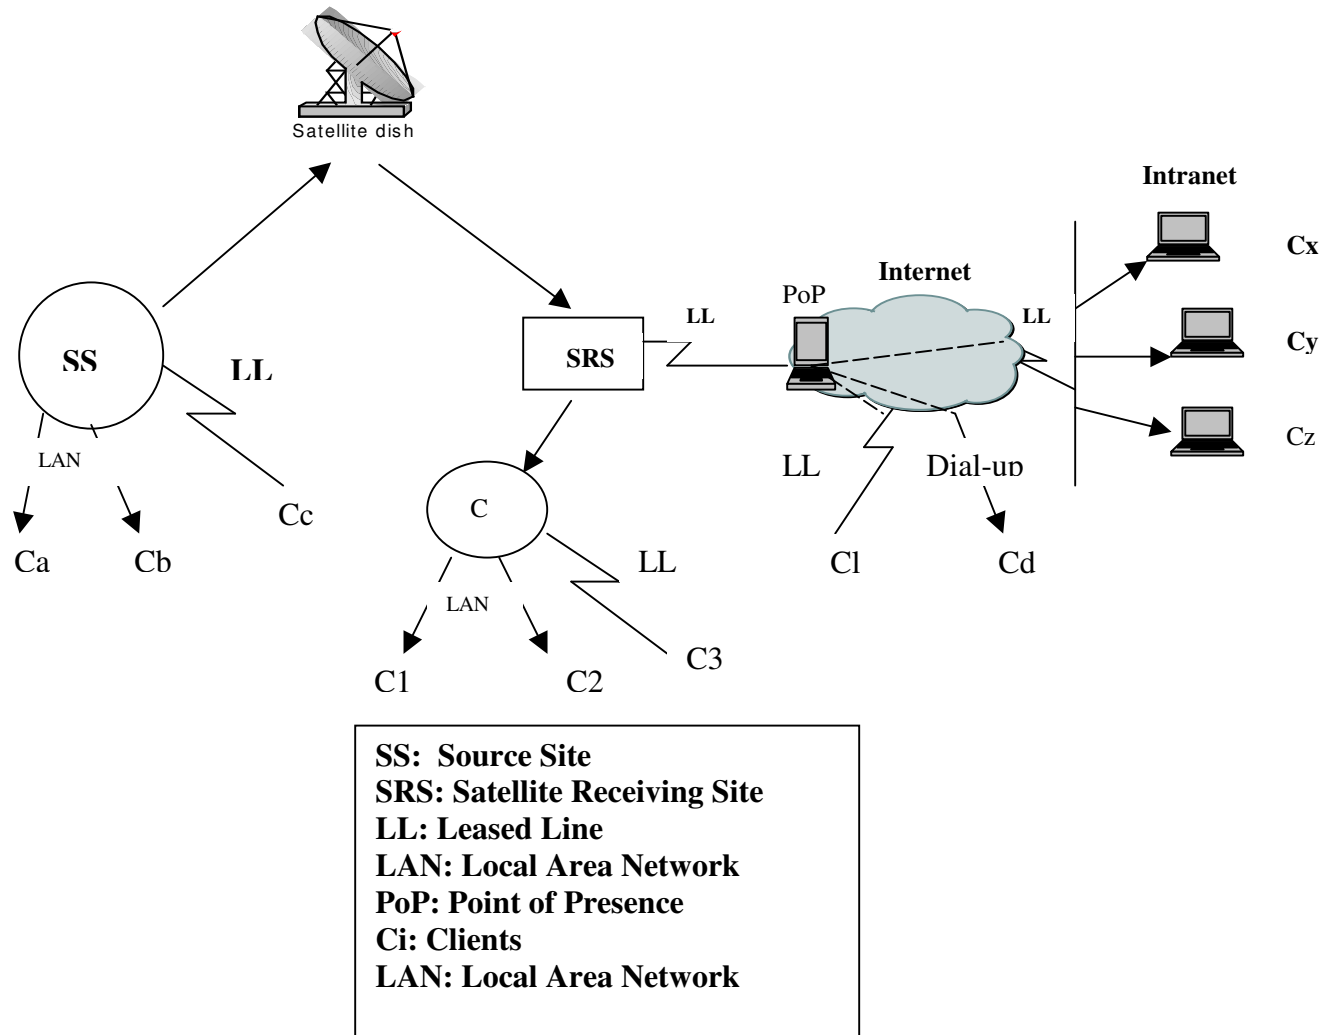 Satellite dish
Intranet
Cx
Internet
PoP
LL
LL
Cy
SS
LL
SRS
Cz
LAN
LL
Dial-up
Cc
C
Ca
Cb
Cl
Cd
LL
LAN
C1
C2
C3
SS: Source Site
SRS: Satellite Receiving Site
LL: Leased Line
LAN: Local Area Network
PoP: Point of Presence
Ci: Clients
LAN: Local Area Network